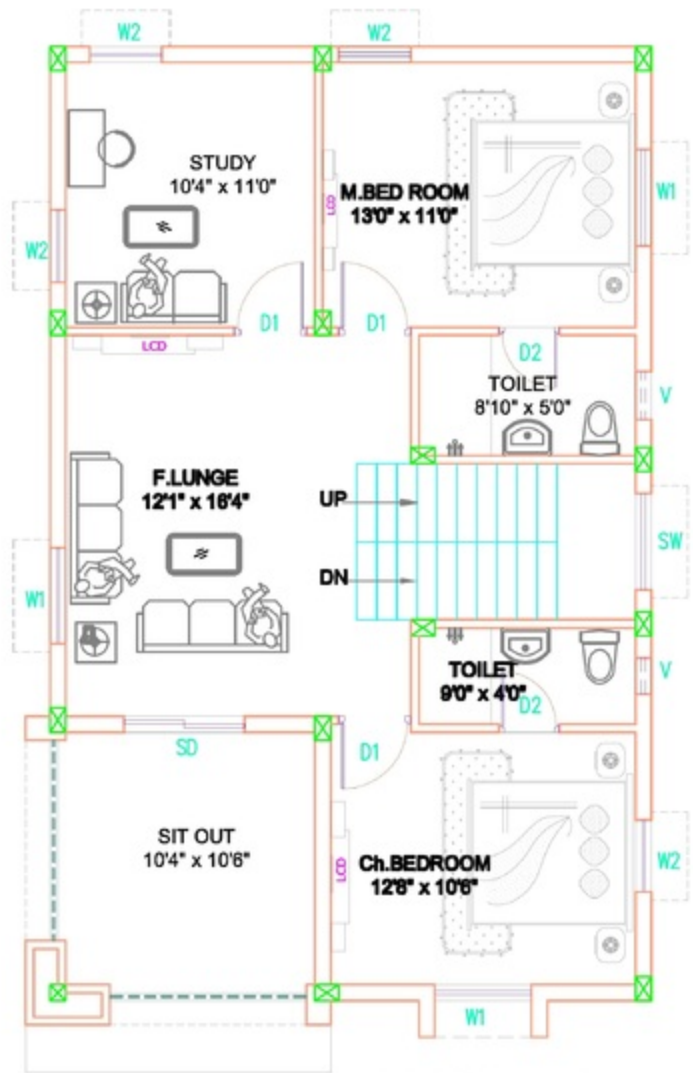 W2
W2
STUDY
10'4" x 11'0"
M.BED ROOM
13'0" x 11'0"
LCD
W1
W2
D1
D1
D2
LCD
TOILET
8'10" x 5'0"
V
F.LUNGE
12'1" x 16'4"
UP
SW
DN
W1
TOILET
9'0" x 4'0"
V
D2
SD
D1
SIT OUT
10'4" x 10'6"
LCD
Ch.BEDROOM
12'8" x 10'6"
W2
W1